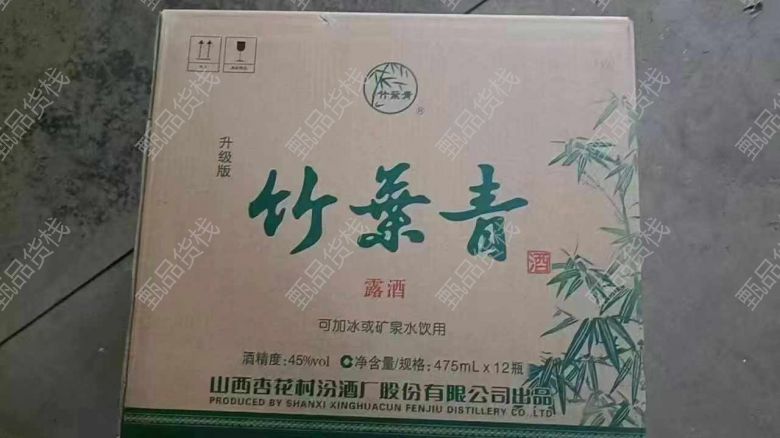 竹葉青
®
升级版
竹葉青
酒
露酒
可加冰或矿泉水饮用
酒精度:45%vol 净含量/规格:475mL x 12瓶
山西杏花村汾酒厂股份有限公司出品
PRODUCED BY SHANXI XINGHUACUN FENJIU DISTILLERY CO.,LTD
甄品货栈